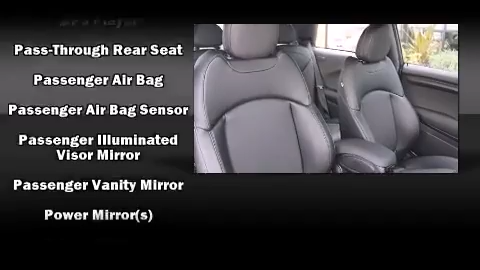 Pass-Through Rear Seat
Passenger Air Bag
Passenger Air Bag Sensor
Passenger Illuminated
Visor Mirror
Passenger Vanity Mirror
Power Mirror(s)